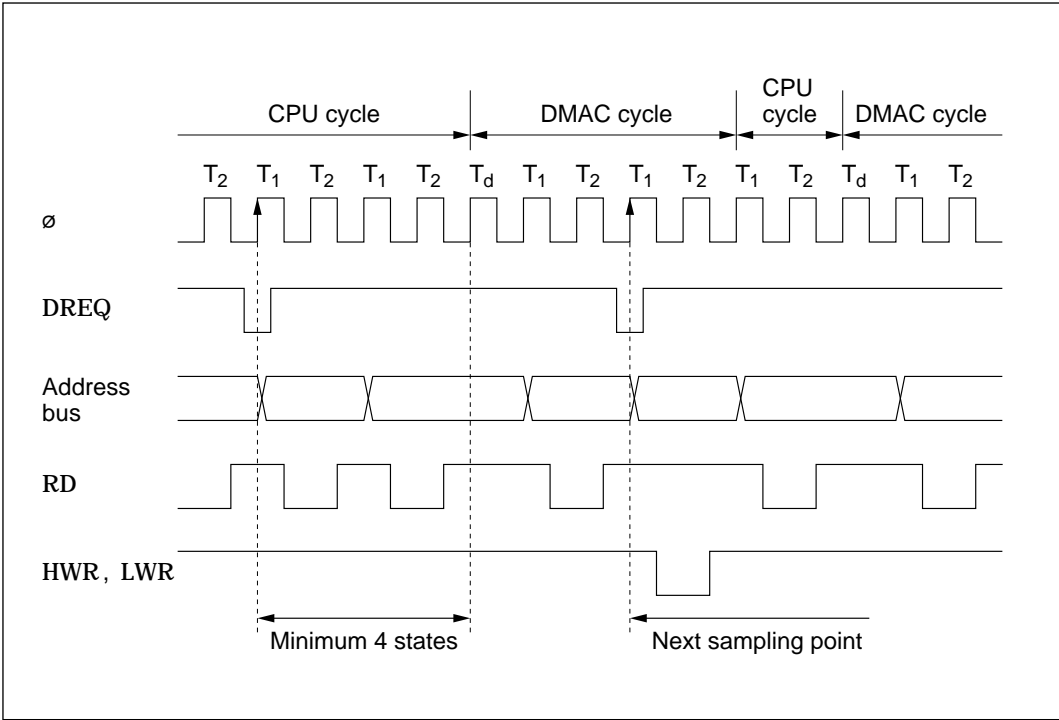 CPU cycle DMAC cycle CPU cycle DMAC cycle
T2 T1 T2 T1 T2 Td T1 T2 T1 T2 T1 T2 Td T1 T2
ø
DREQ
Address
bus
RD
HWR, LWR
Minimum 4 states Next sampling point